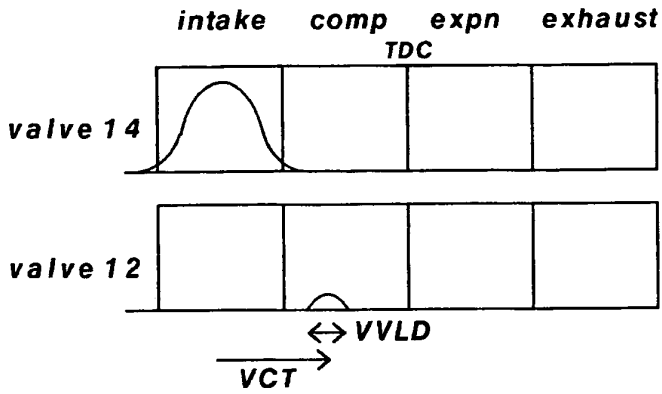 intake comp expn exhaust
TDC
valve 14
valve 12
VVLD
VCT